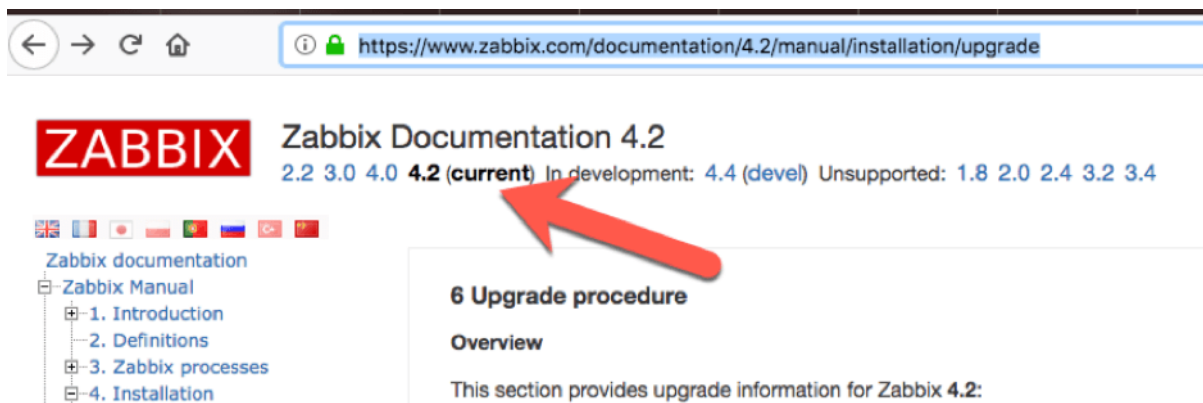 https://www.zabbix.com/documentation/4.2/manual/installation/upgrade
ZABBIX
Zabbix Documentation 4.2
2.2 3.0 4.0 4.2 (current) In development: 4.4 (devel) Unsupported: 1.8 2.0 2.4 3.2 3.4
Zabbix documentation
Zabbix Manual
1. Introduction
2. Definitions
3. Zabbix processes
4. Installation
6 Upgrade procedure
Overview
This section provides upgrade information for Zabbix 4.2: